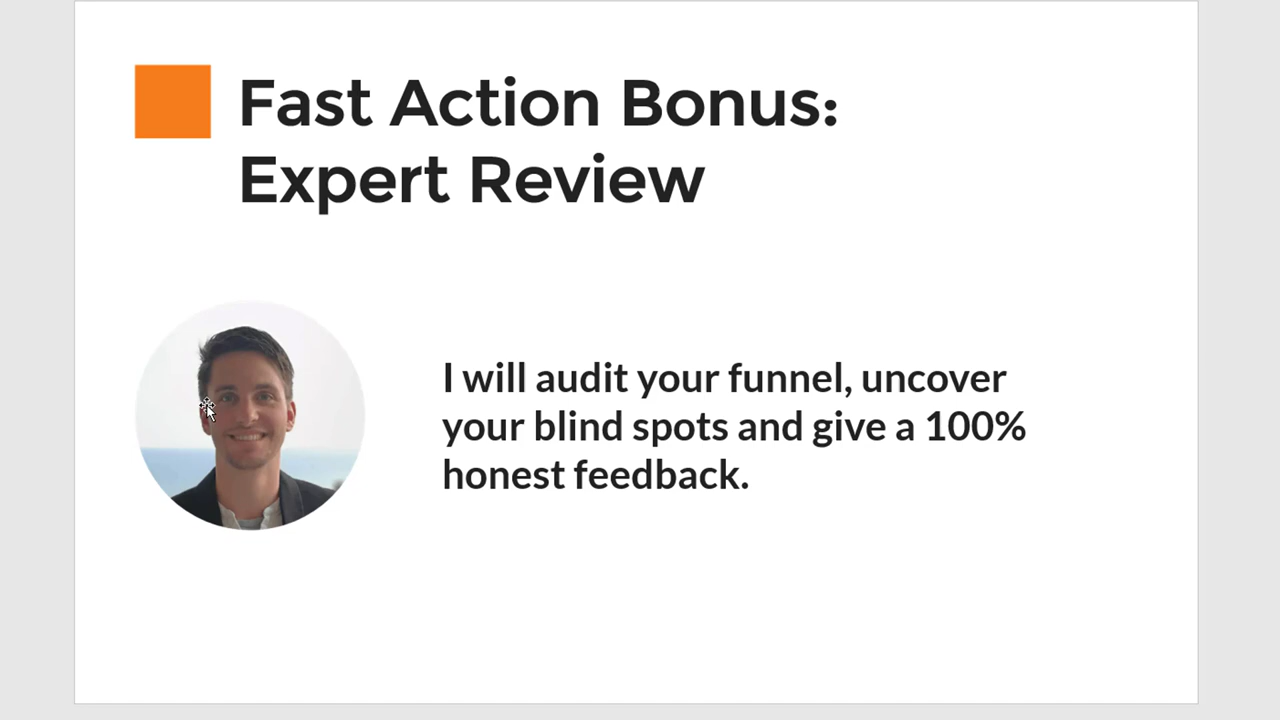 Fast Action Bonus:
Expert Review
I will audit your funnel, uncover
your blind spots and give a 100%
honest feedback.